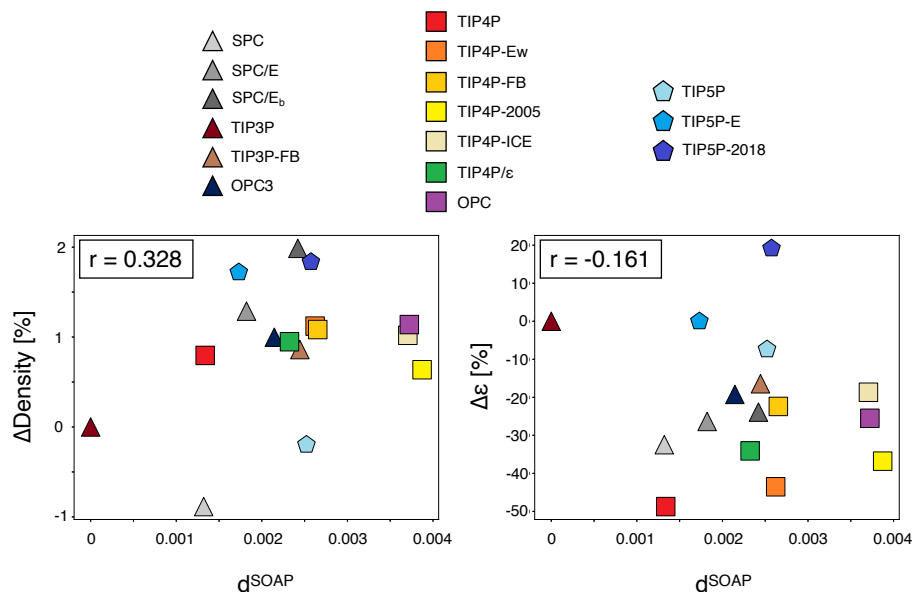 SPC
SPC/E
SPC/Eb
TIP3P
TIP3P-FB
OPC3
TIP4P
TIP4P-Ew
TIP4P-FB
TIP4P-2005
TIP4P-ICE
TIP4P/ε
OPC
TIP5P
TIP5P-E
TIP5P-2018
r = 0.328
ΔDensity [%]
2
1
0
-1
0 0.001 0.002 0.003 0.004
dSOAP
r = -0.161
Δε [%]
20
10
0
-10
-20
-30
-40
-50
0 0.001 0.002 0.003 0.004
dSOAP